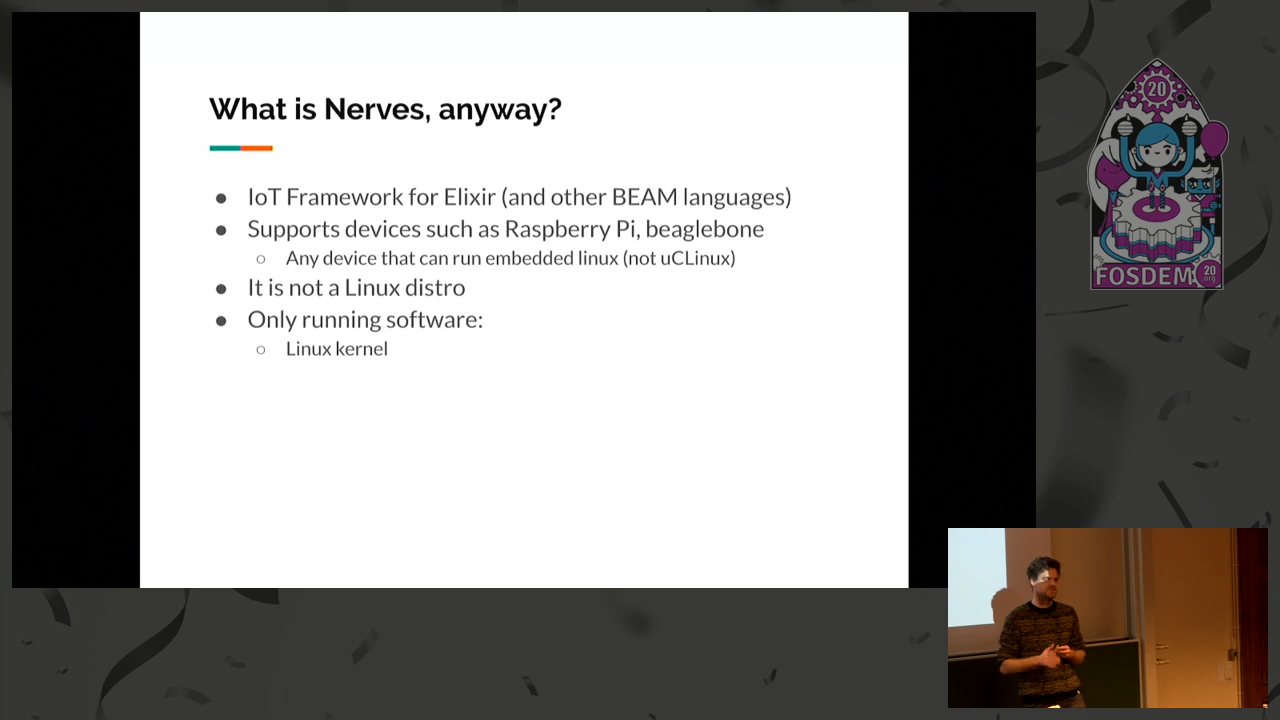 What is Nerves, anyway?
● IoT Framework for Elixir (and other BEAM languages)
● Supports devices such as Raspberry Pi, beaglebone
○ Any device that can run embedded linux (not uCLinux)
● It is not a Linux distro
● Only running software:
○ Linux kernel
20
FOSDEM
20
.org